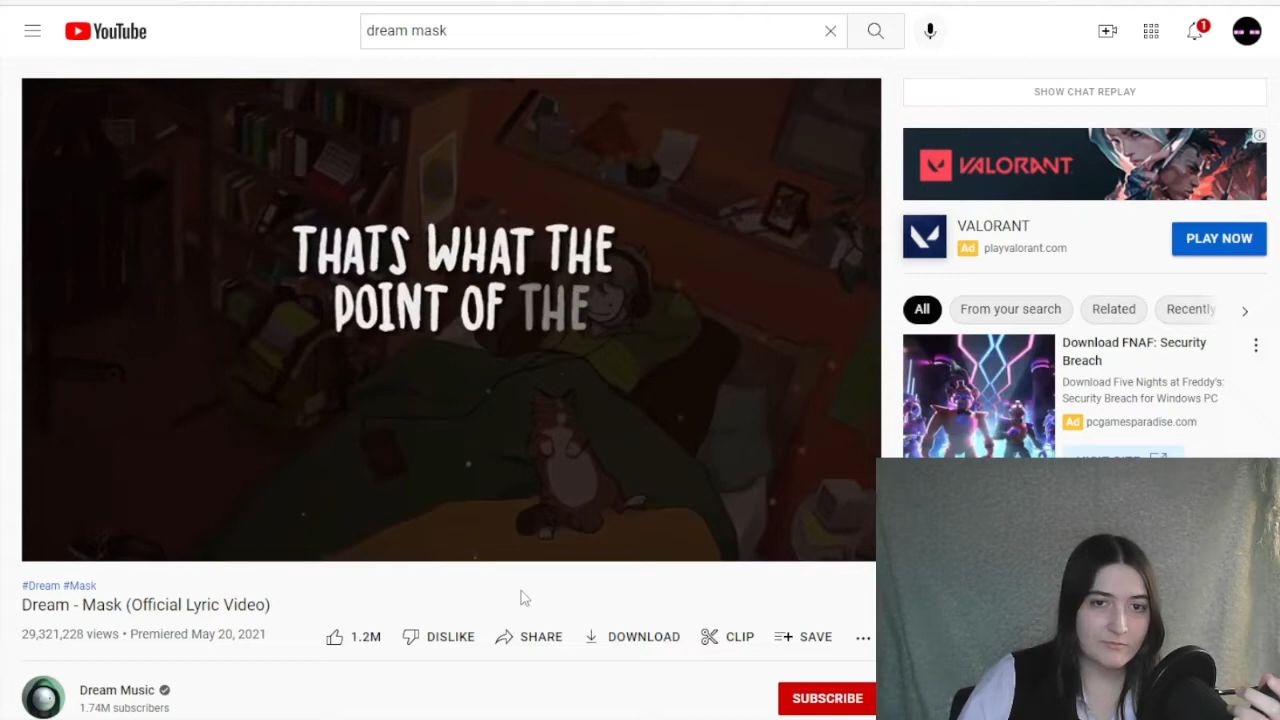 YouTube
dream mask
1
THATS WHAT THE
POINT OF THE
#Dream #Mask
Dream - Mask (Official Lyric Video)
29,321,228 views • Premiered May 20, 2021
1.2M
DISLIKE
SHARE
DOWNLOAD
CLIP
SAVE
Dream Music
1.74M subscribers
SUBSCRIBE
SHOW CHAT REPLAY
VALORANT
VALORANT
Ad playvalorant.com
PLAY NOW
All
From your search
Related
Recently
Download FNAF: Security
Breach
Download Five Nights at Freddy's:
Security Breach for Windows PC
Ad pcgamesparadise.com